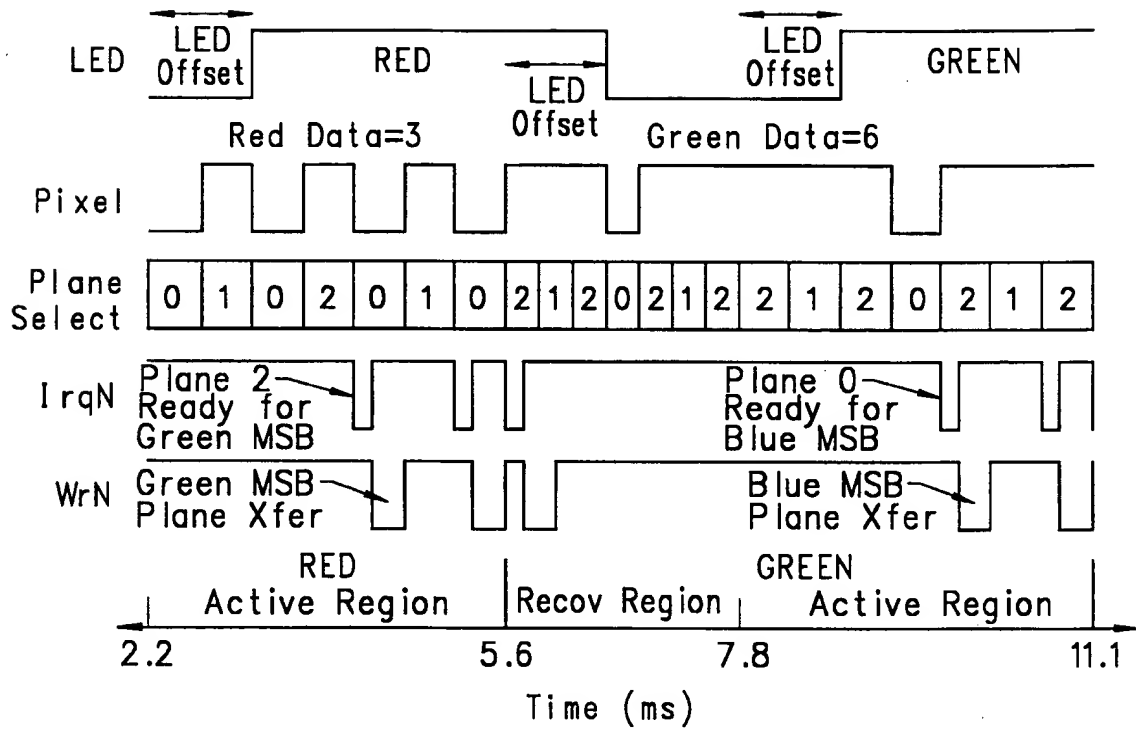 LED
LED
Offset
RED
LED
Offset
LED
Offset
GREEN
Red Data=3
Green Data=6
Pixel
Plane
Select
0 1 0 2 0 1 0 2 1 2 0 2 1 2 2 1 2 0 2 1 2
IrqN
Plane 2
Ready for
Green MSB
Plane 0
Ready for
Blue MSB
WrN
Green MSB
Plane Xfer
Blue MSB
Plane Xfer
RED
Active Region
GREEN
Recov Region
Active Region
2.2 5.6 7.8 11.1
Time (ms)